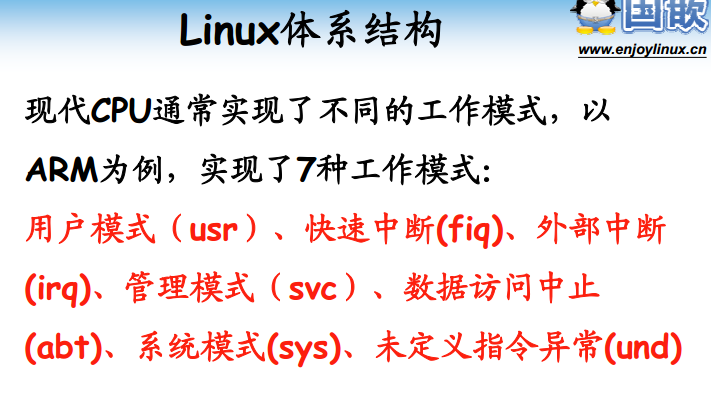 Linux体系结构
国嵌
www.enjoylinux.cn
现代CPU通常实现了不同的工作模式，以
ARM为例，实现了7种工作模式:
用户模式（usr）、快速中断(fiq)、外部中断
(irq)、管理模式（svc）、数据访问中止
(abt)、系统模式(sys)、未定义指令异常(und)